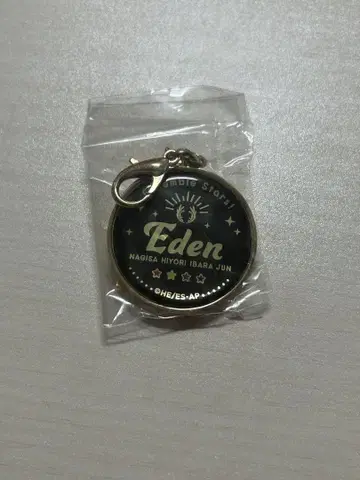 Ensemble Stars!
Eden
NAGISA HIYORI IBARA JUN
©HE/ES-AP